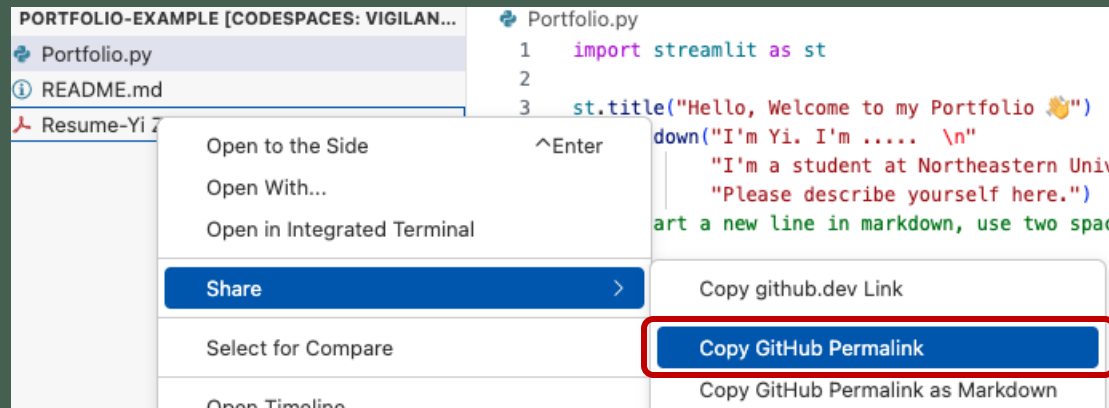 PORTFOLIO-EXAMPLE [CODESPACES: VIGILAN...
Portfolio.py
README.md
Resume-Yi
Portfolio.py
1 import streamlit as st
2
3 st.title("Hello, Welcome to my Portfolio 👋")
down("I'm Yi. I'm ..... \n"
"I'm a student at Northeastern
"Please describe yourself here.")
art a new line in markdown, use two
Open to the Side ^Enter
Open With...
Open in Integrated Terminal
Share >
Select for Compare
Open Timeline
Copy github.dev Link
Copy GitHub Permalink
Copy GitHub Permalink as Markdown